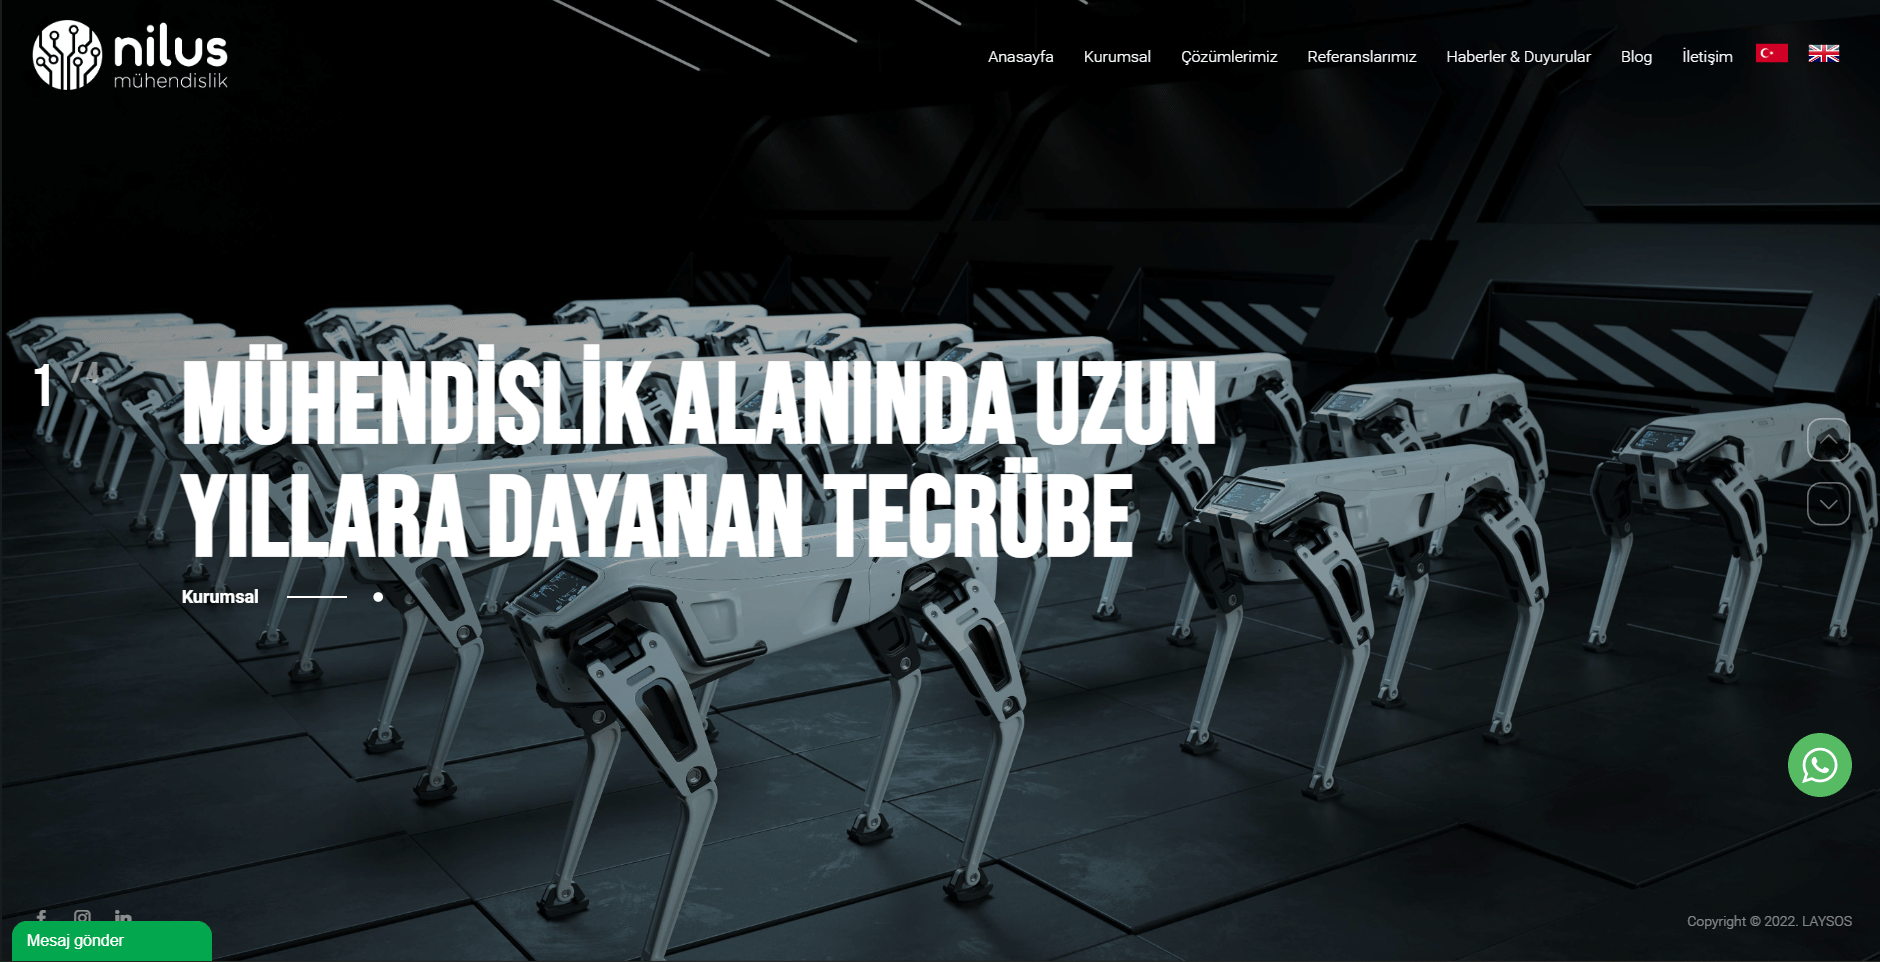 nilus
mühendislik
Anasayfa Kurumsal Çözümlerimiz Referanslarımız Haberler & Duyurular Blog İletişim
1 /4
MÜHENDİSLİK ALANINDA UZUN
YILLARA DAYANAN TECRÜBE
Kurumsal
Copyright © 2022. LAYSOS
Mesaj gönder